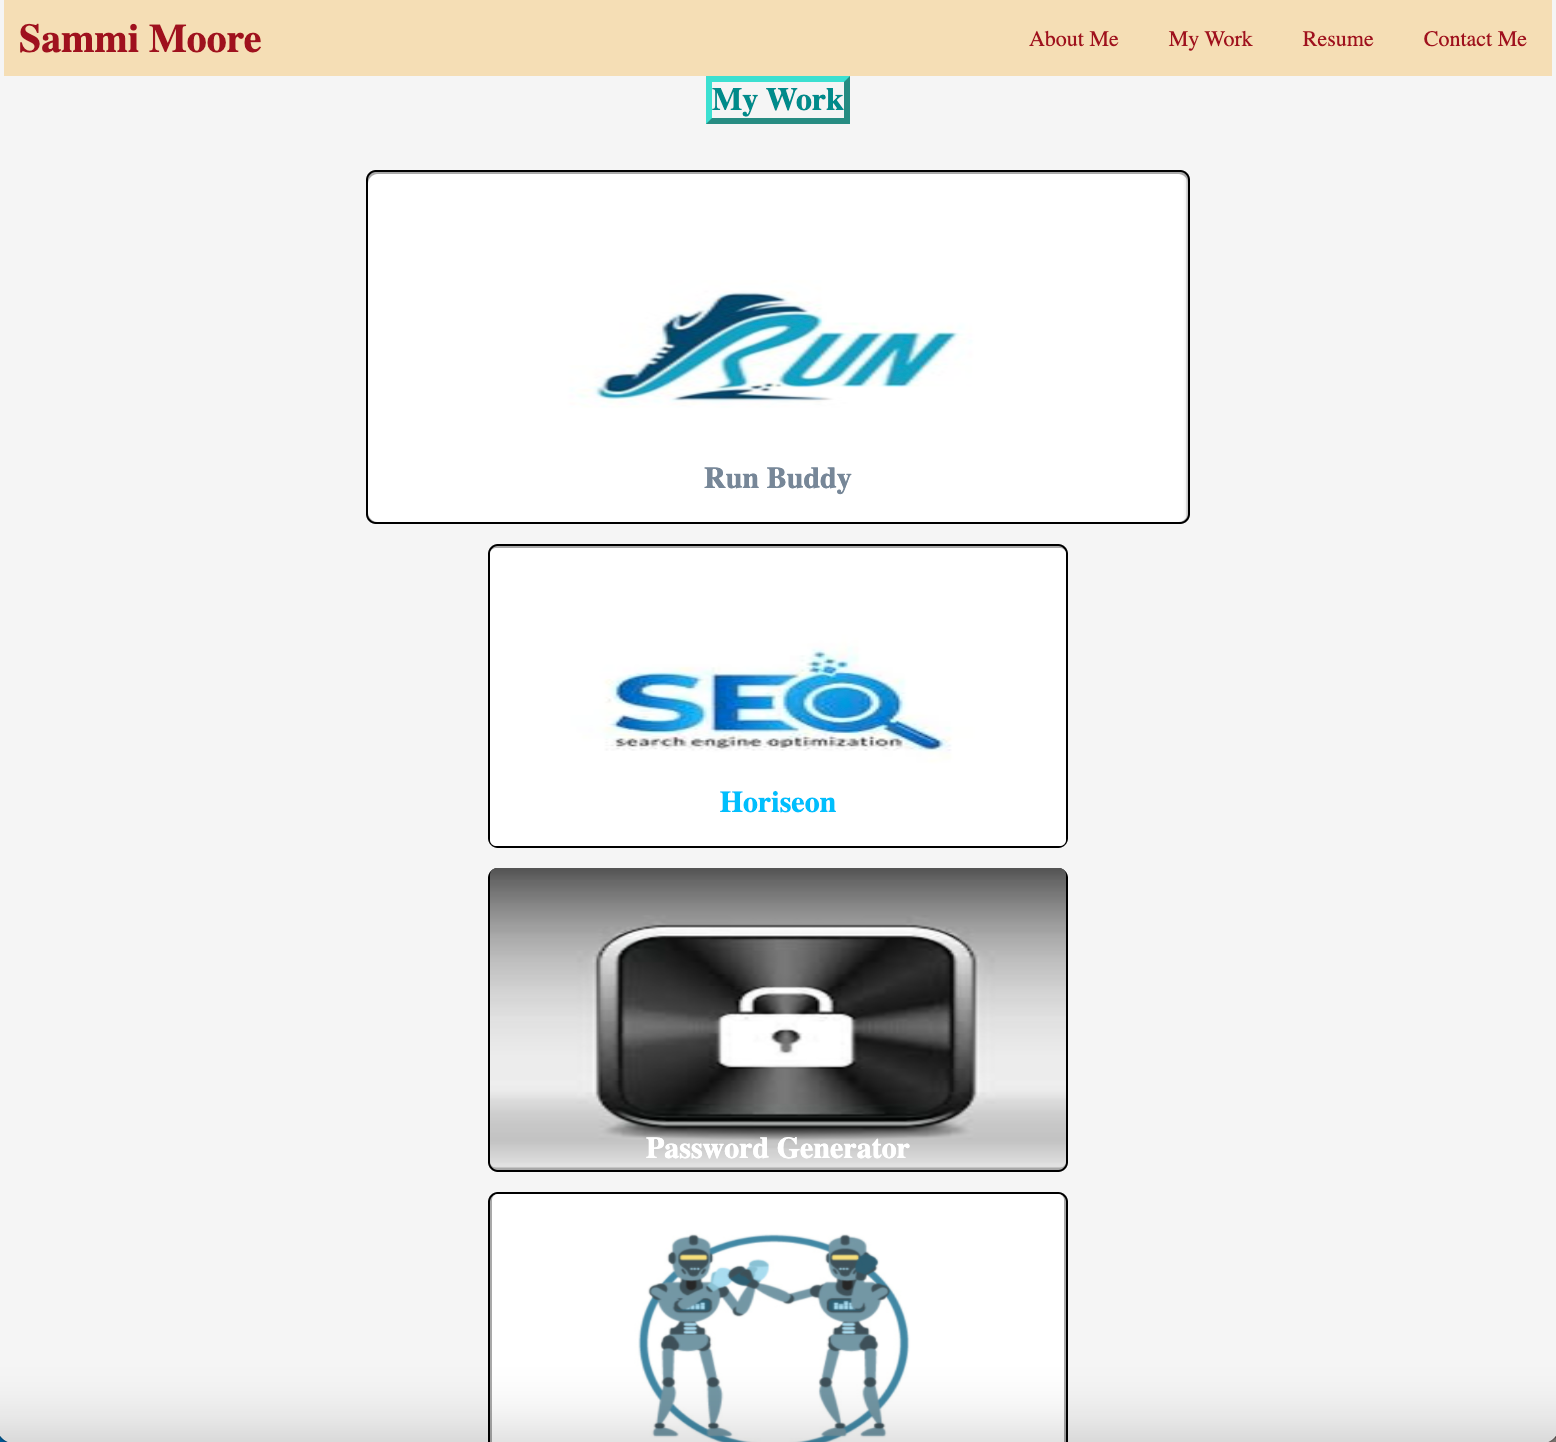 Sammi Moore
About Me My Work Resume Contact Me
My Work
RUN
Run Buddy
SEO
search engine optimization
Horiseon
Password Generator